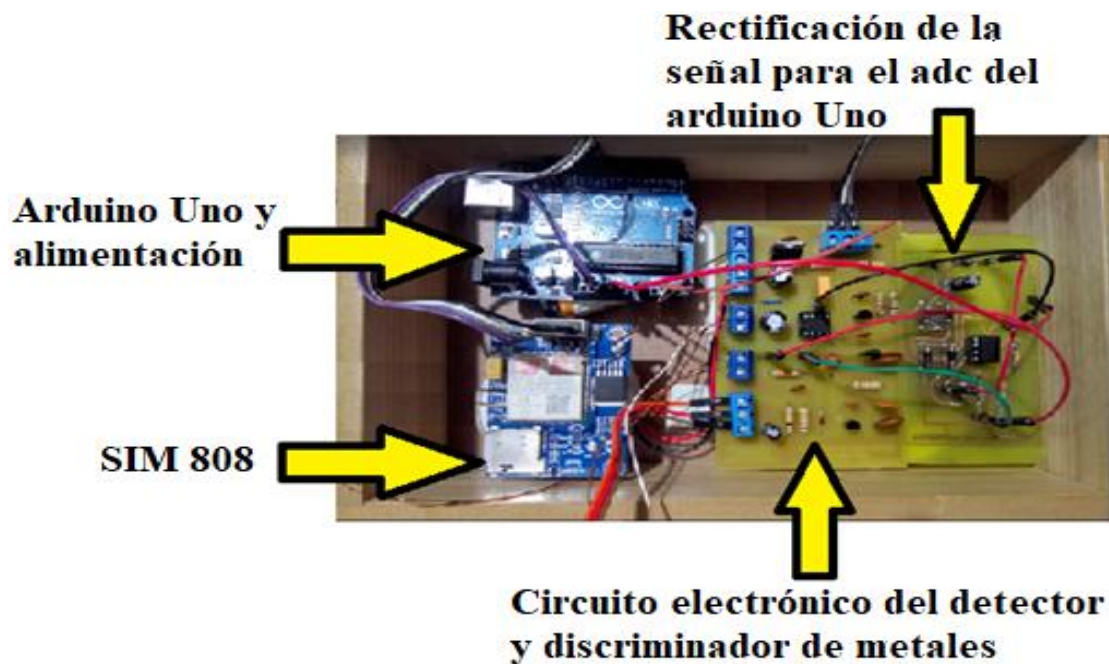 Rectificación de la
señal para el adc del
arduino Uno
Arduino Uno y
alimentación
SIM 808
Circuito electrónico del detector
y discriminador de metales